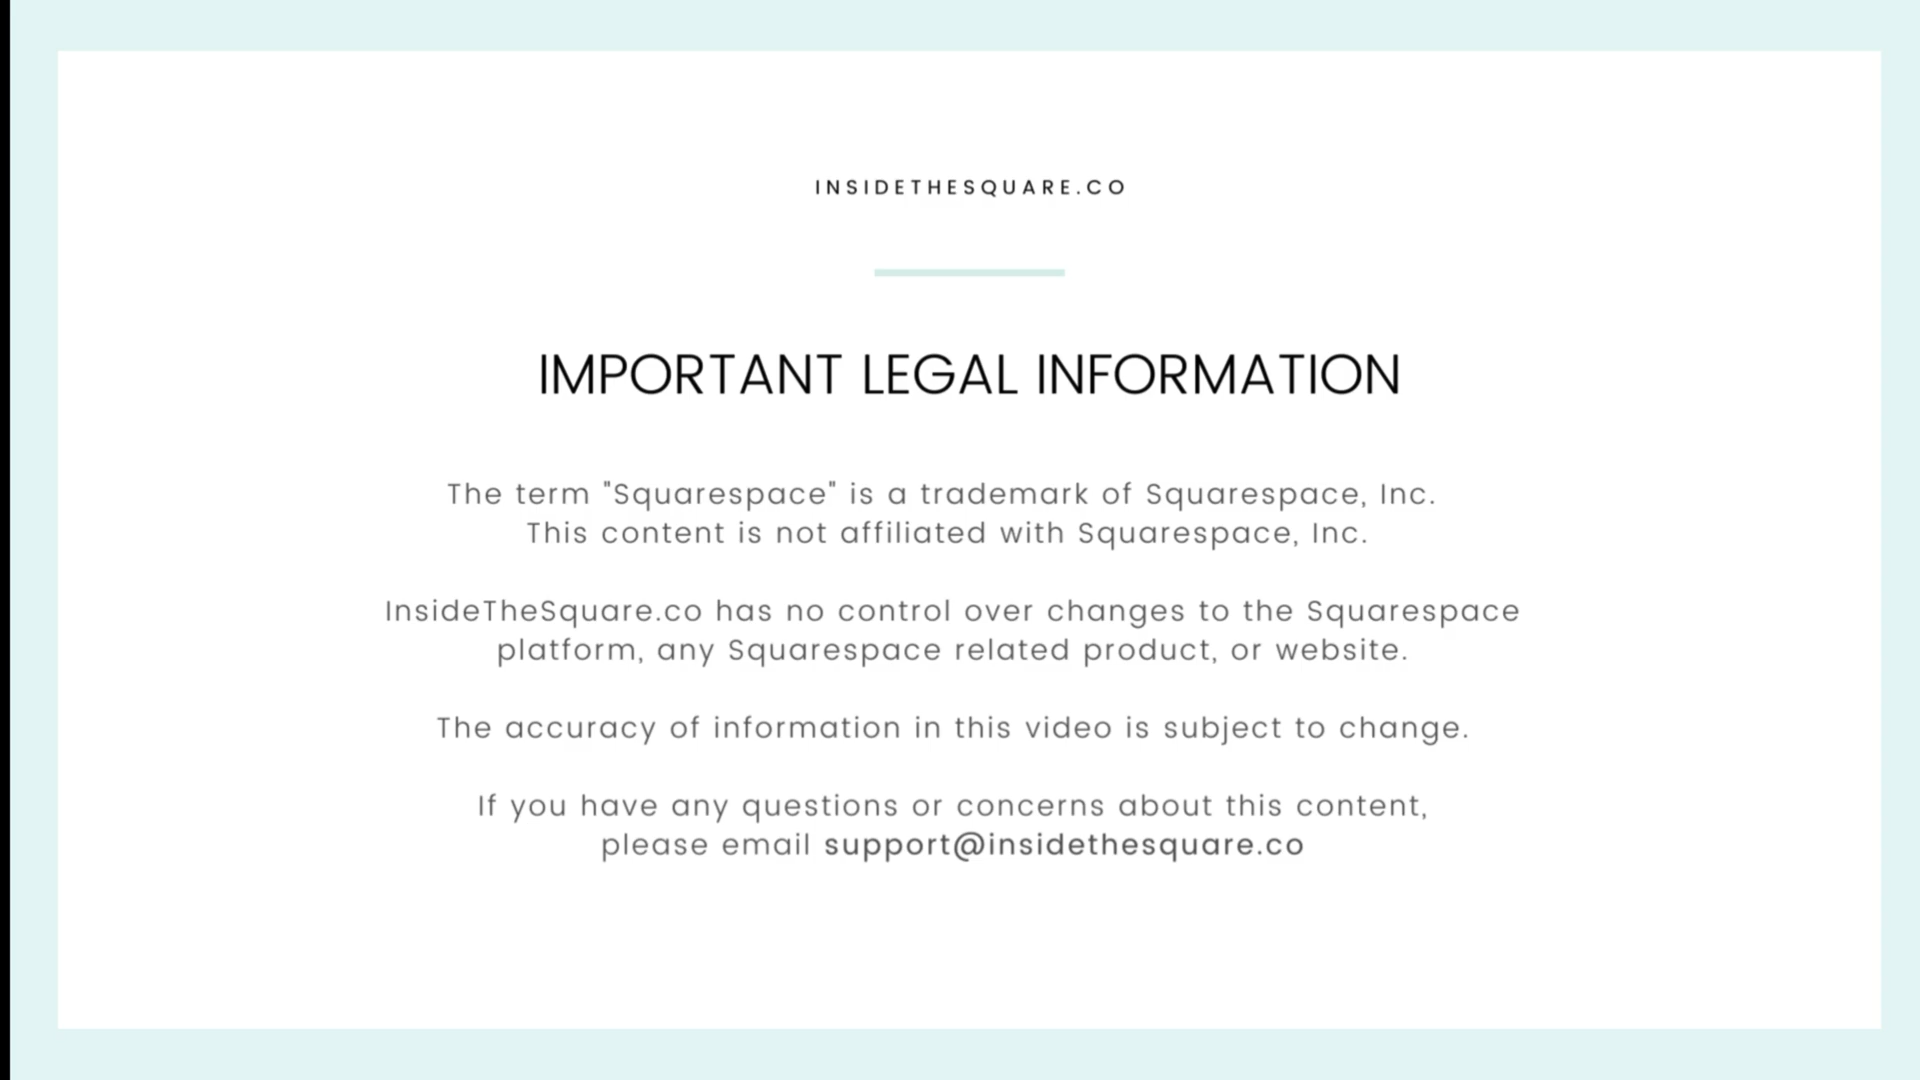 INSIDETHESQUARE.CO
IMPORTANT LEGAL INFORMATION
The term "Squarespace" is a trademark of Squarespace, Inc.
This content is not affiliated with Squarespace, Inc.
InsideTheSquare.co has no control over changes to the Squarespace
platform, any Squarespace related product, or website.
The accuracy of information in this video is subject to change.
If you have any questions or concerns about this content,
please email support@insidethesquare.co